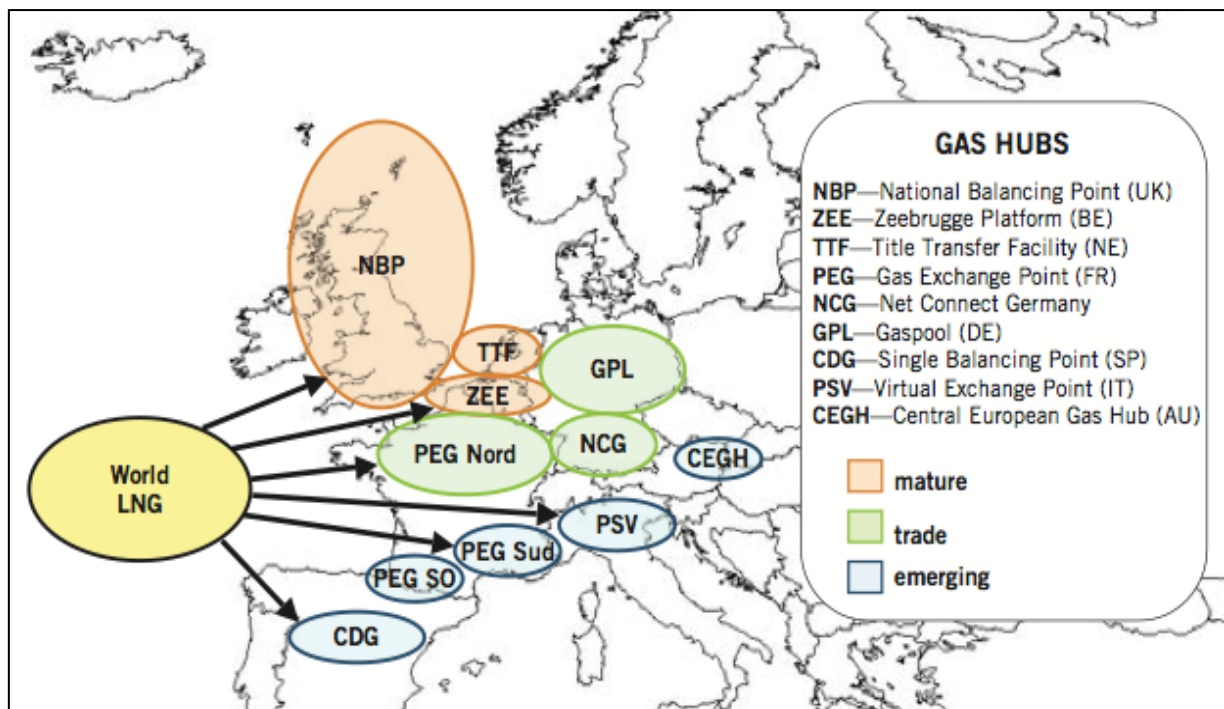 NBP
TTF
ZEE
GPL
PEG Nord
NCG
CEGH
World
LNG
PSV
PEG Sud
PEG SO
CDG
GAS HUBS
NBP—National Balancing Point (UK)
ZEE—Zeebrugge Platform (BE)
TTF—Title Transfer Facility (NE)
PEG—Gas Exchange Point (FR)
NCG—Net Connect Germany
GPL—Gaspool (DE)
CDG—Single Balancing Point (SP)
PSV—Virtual Exchange Point (IT)
CEGH—Central European Gas Hub (AU)
mature
trade
emerging